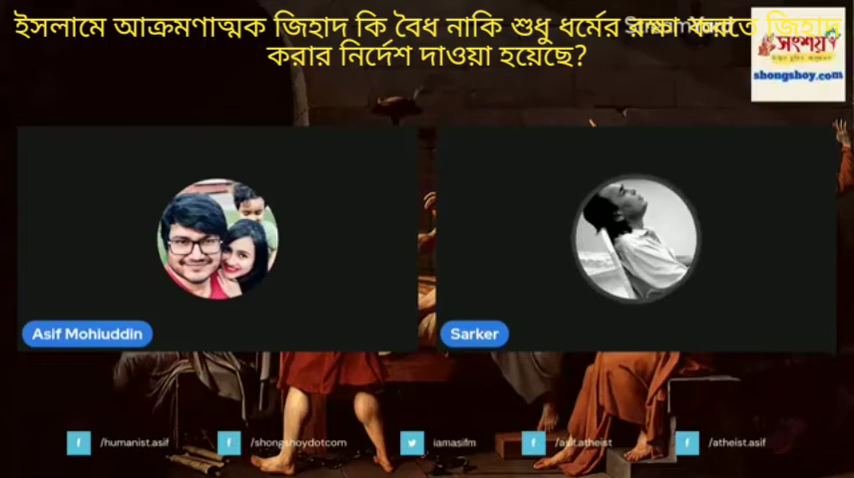 ইসলামে আক্রমণাত্মক জিহাদ কি বৈধ নাকি শুধু ধর্মের রক্ষা করতে জিহাদ
করার নির্দেশ দাওয়া হয়েছে?
সংশয়
shongshoy.com
Asif Mohiuddin
Sarker
/humanist.asif
/shongshoydotcom
iamasifm
/asif.atheist
/atheist.asif